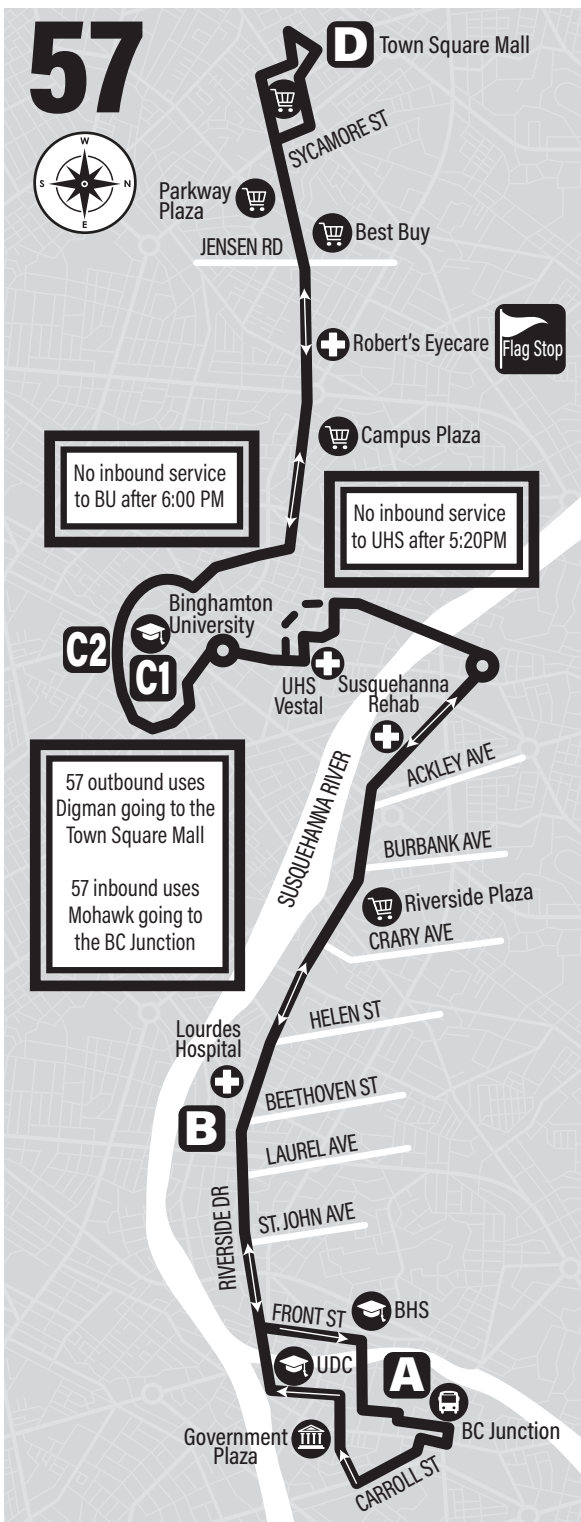 57
D
Town Square Mall
W
S
N
E
SYCAMORE ST
Parkway
Plaza
Best Buy
JENSEN RD
Robert's Eyecare
Flag Stop
Campus Plaza
No inbound service
to BU after 6:00 PM
No inbound service
to UHS after 5:20PM
Binghamton
University
C2
C1
UHS
Vestal
Susquehanna
Rehab
ACKLEY AVE
SUSQUEHANNA RIVER
57 outbound uses
Digman going to the
Town Square Mall
57 inbound uses
Mohawk going to
the BC Junction
BURBANK AVE
Riverside Plaza
CRARY AVE
HELEN ST
Lourdes
Hospital
BEETHOVEN ST
B
LAUREL AVE
RIVERSIDE DR
ST. JOHN AVE
FRONT ST
BHS
UDC
A
BC Junction
Government
Plaza
CARROLL ST